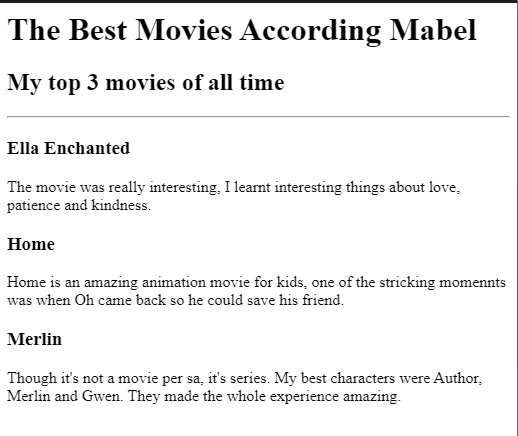 The Best Movies According Mabel
My top 3 movies of all time
Ella Enchanted
The movie was really interesting, I learnt interesting things about love,
patience and kindness.
Home
Home is an amazing animation movie for kids, one of the stricking momennts
was when Oh came back so he could save his friend.
Merlin
Though it's not a movie per sa, it's series. My best characters were Author,
Merlin and Gwen. They made the whole experience amazing.